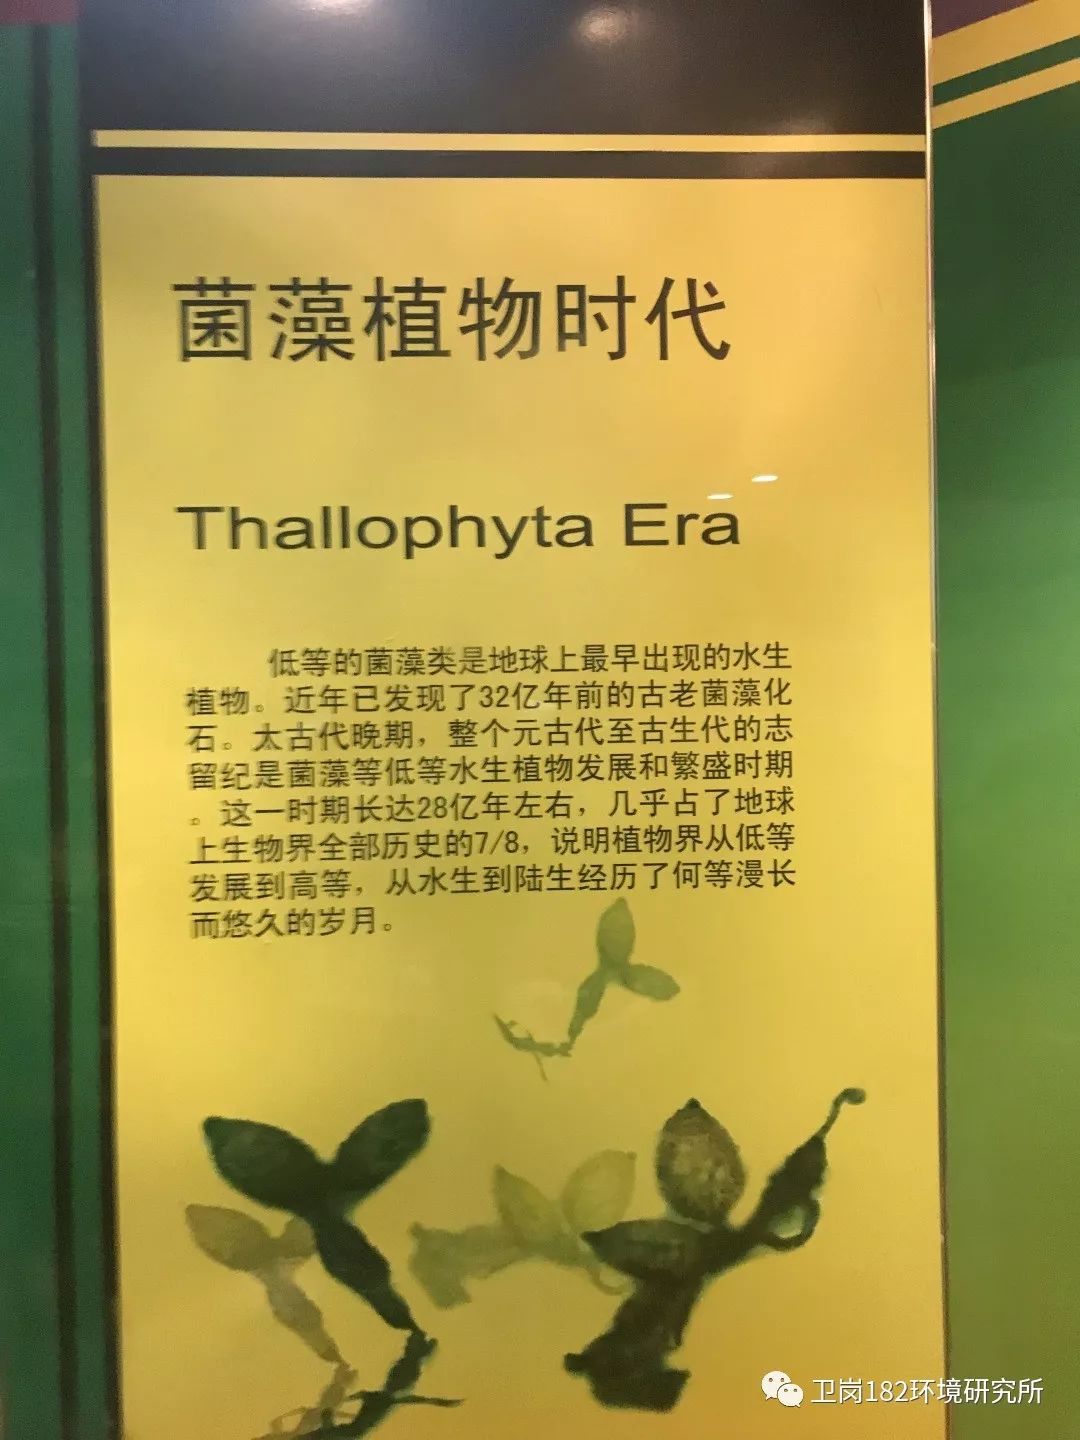 菌藻植物时代
Thallophyta Era
低等的菌藻类是地球上最早出现的水生
植物。近年已发现了32亿年前的古老菌藻化
石。太古代晚期，整个元古代至古生代的志
留纪是菌藻等低等水生植物发展和繁盛时期
。这一时期长达28亿年左右，几乎占了地球
上生物界全部历史的7/8，说明植物界从低等
发展到高等，从水生到陆生经历了何等漫长
而悠久的岁月。
卫岗182环境研究所